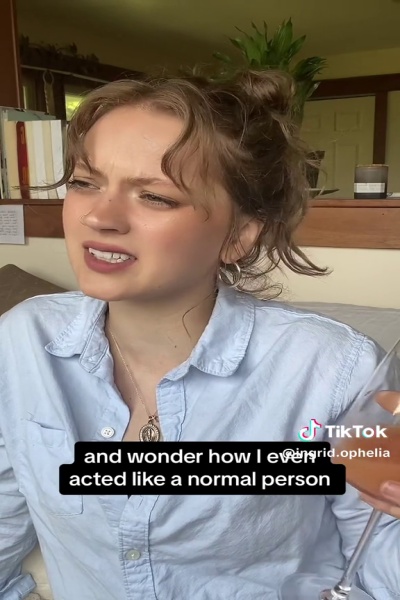 TikTok
@ingrid.ophelia
and wonder how I even
acted like a normal person